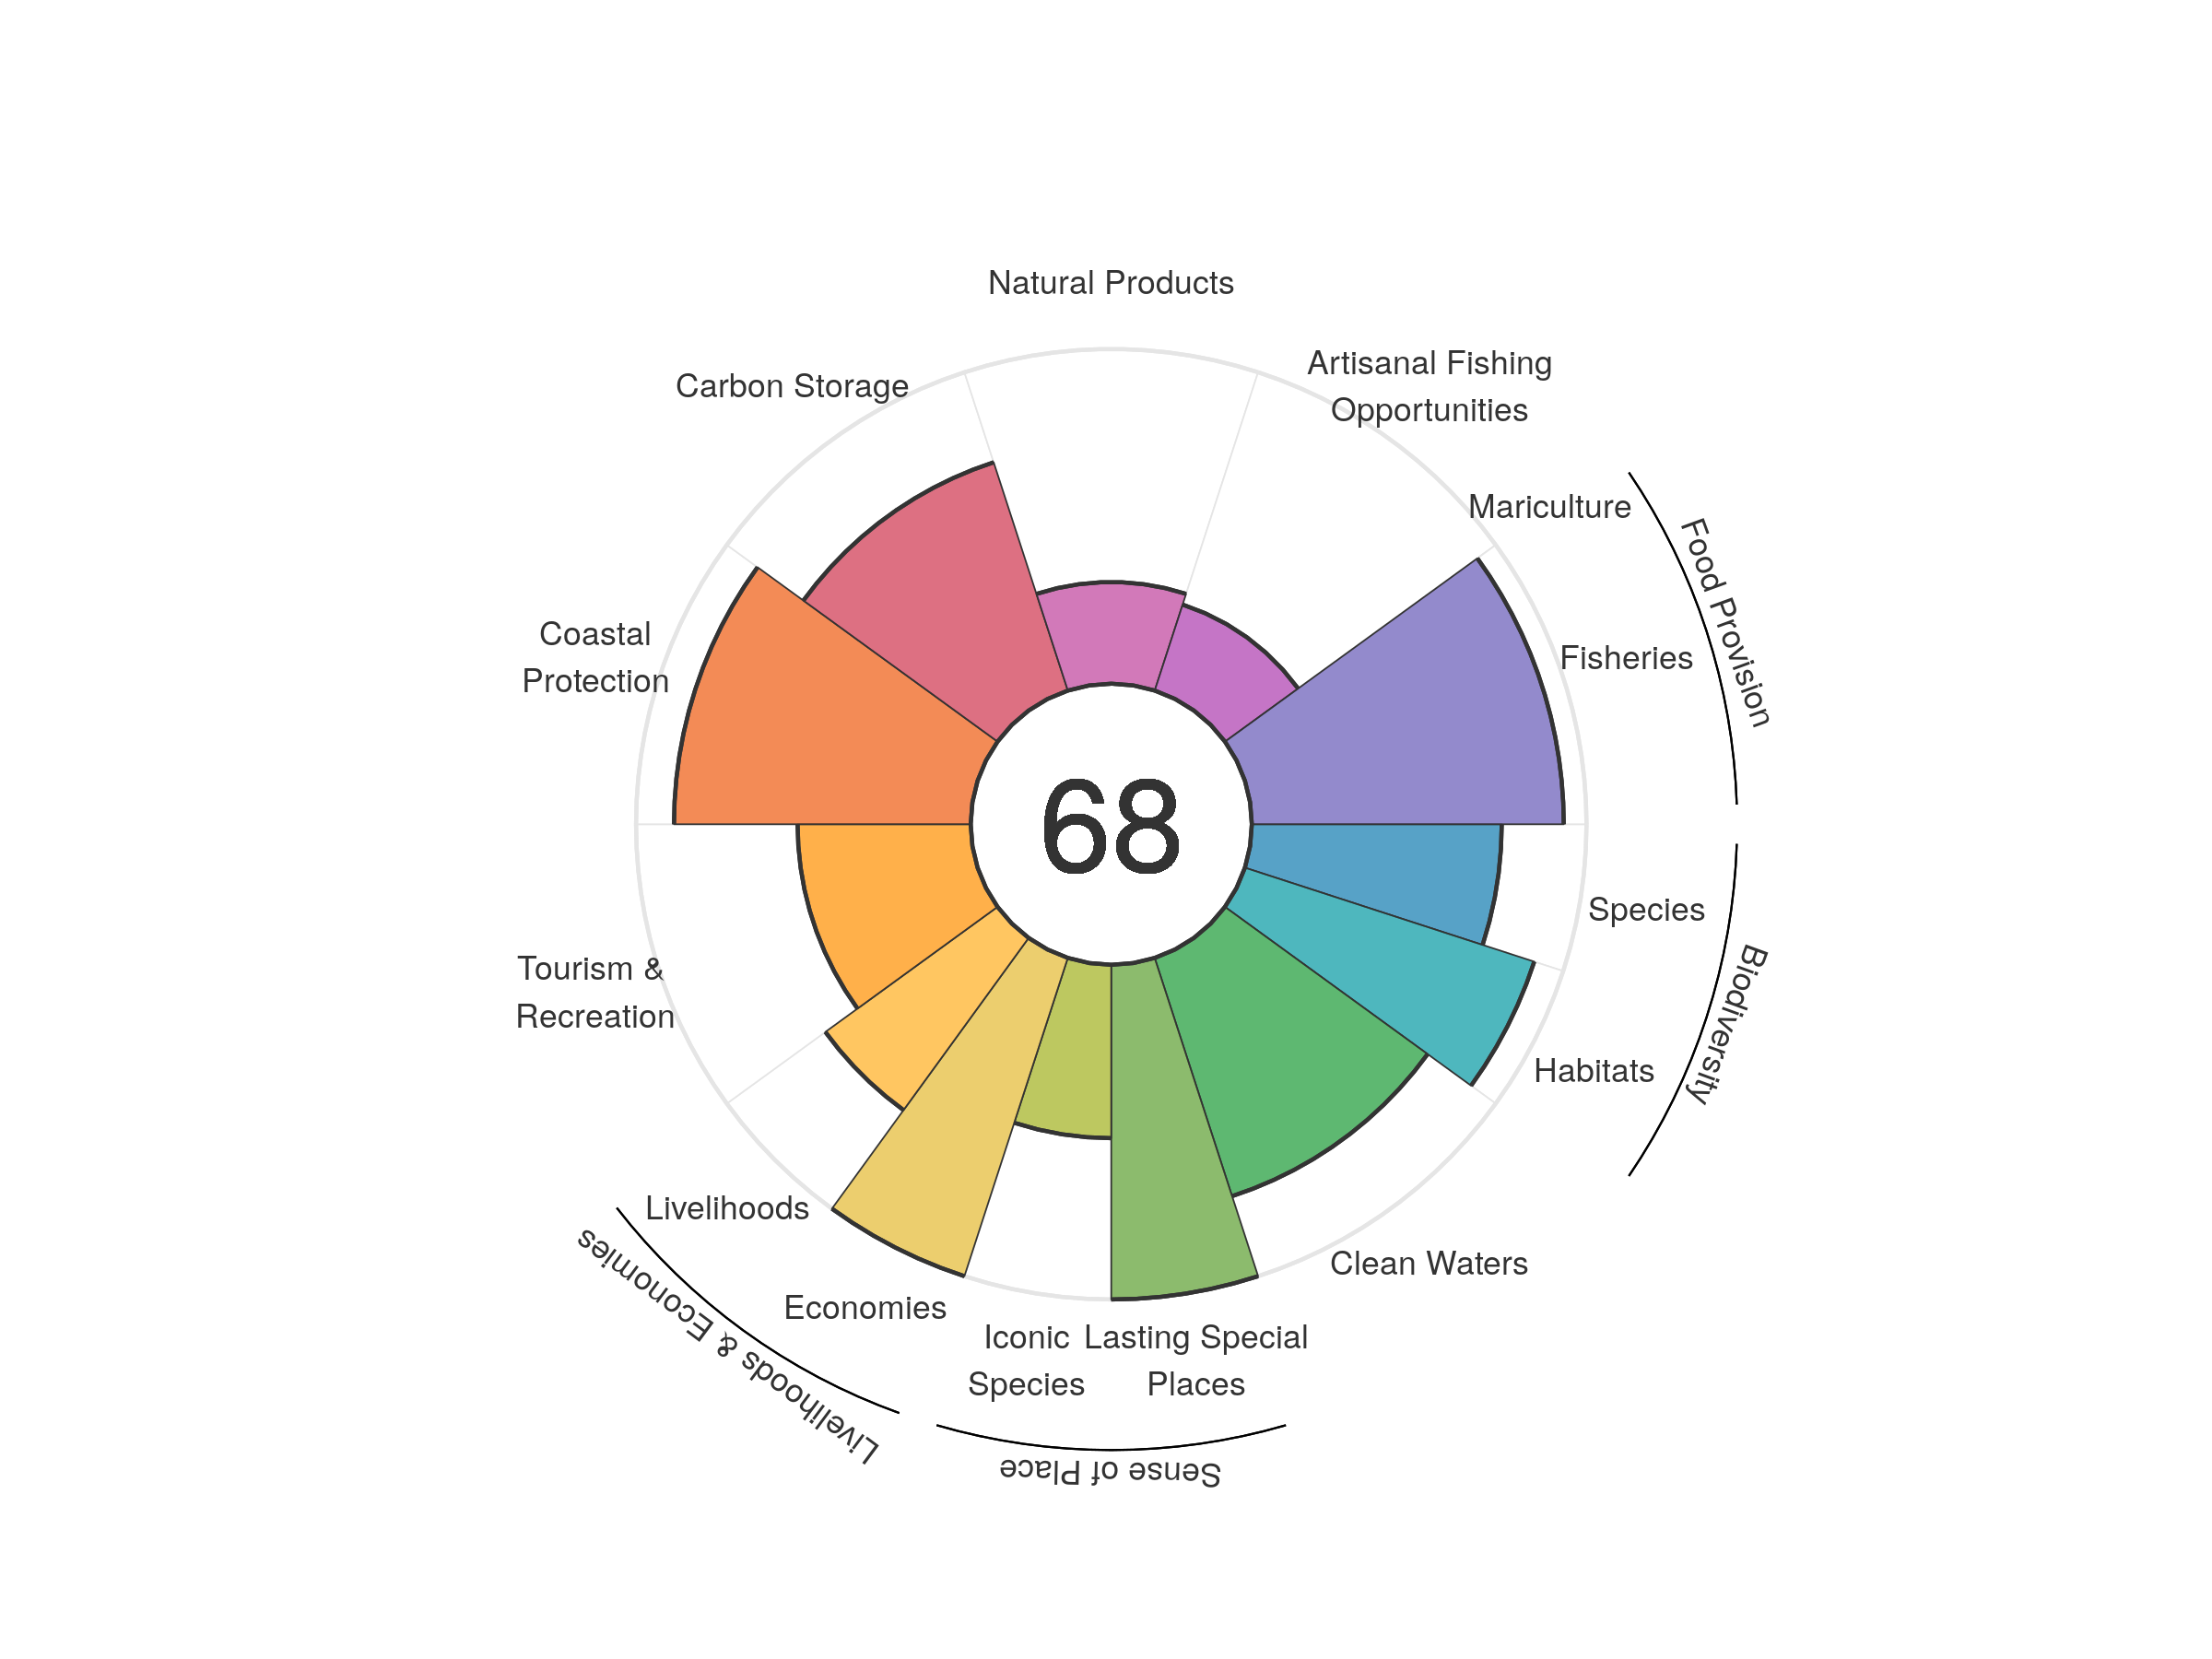 Natural Products
Artisanal Fishing
Opportunities
Carbon Storage
Mariculture
Food Provision
Fisheries
Coastal
Protection
68
Species
Biodiversity
Habitats
Tourism &
Recreation
Livelihoods
Livelihoods & Economies
Clean Waters
Economies
Iconic
Species
Lasting Special
Places
Sense of Place